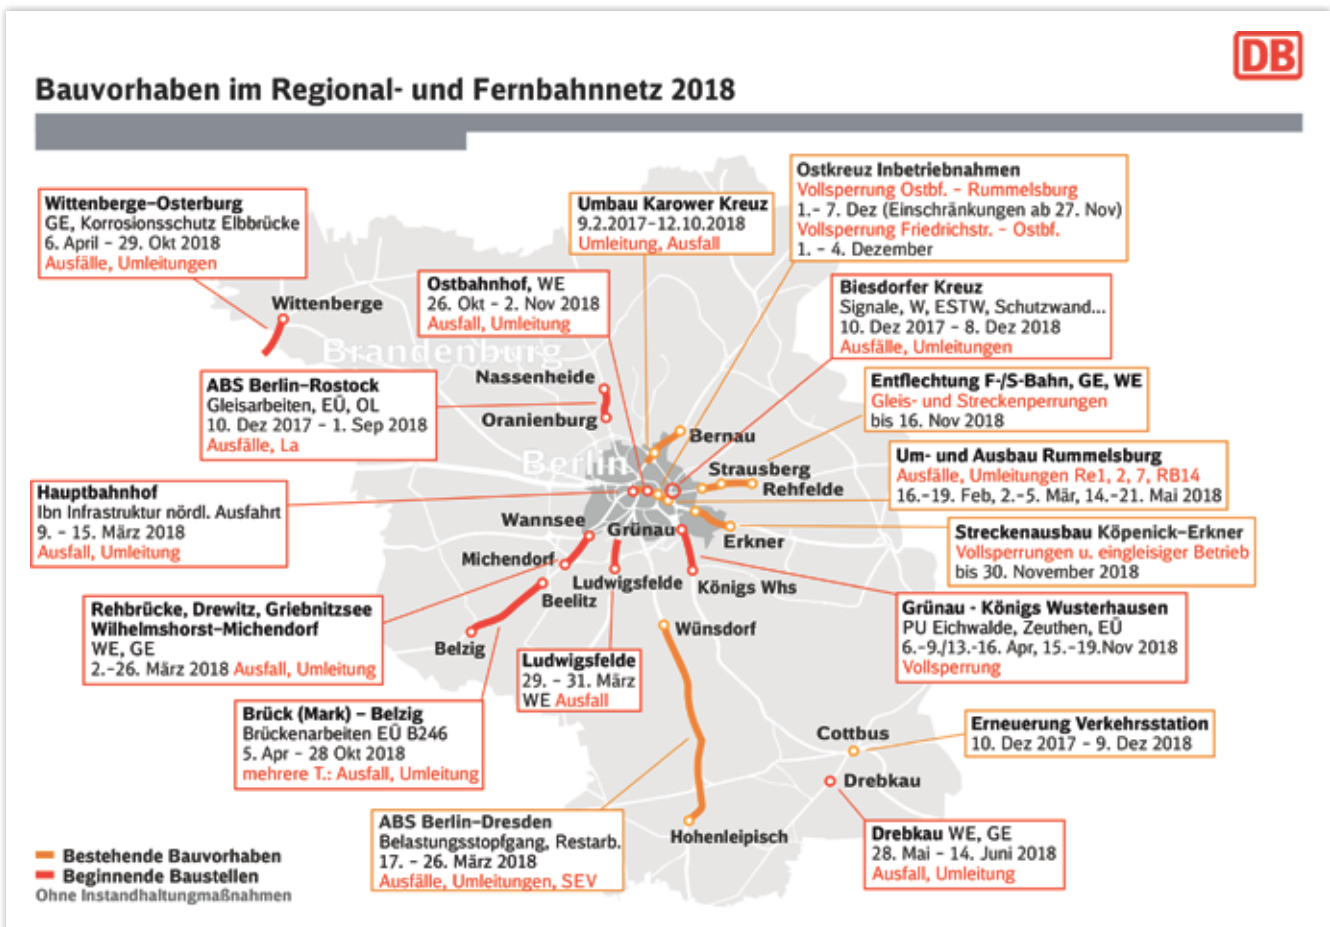 DB
Bauvorhaben im Regional- und Fernbahnnetz 2018
Wittenberge–Osterburg
GE, Korrosionsschutz Elbbrücke
6. April – 29. Okt 2018
Ausfälle, Umleitungen
Umbau Karower Kreuz
9.2.2017–12.10.2018
Umleitung, Ausfall
Ostkreuz Inbetriebnahmen
Vollsperrung Ostbf. – Rummelsburg
1.– 7. Dez (Einschränkungen ab 27. Nov)
Vollsperrung Friedrichstr. – Ostbf.
1. – 4. Dezember
Ostbahnhof, WE
26. Okt – 2. Nov 2018
Ausfall, Umleitung
Biesdorfer Kreuz
Signale, W, ESTW, Schutzwand...
10. Dez 2017 – 8. Dez 2018
Ausfälle, Umleitungen
Wittenberge
Brandenburg
ABS Berlin–Rostock
Gleisarbeiten, EÜ, OL
10. Dez 2017 – 1. Sep 2018
Ausfälle, La
Nassenheide
Oranienburg
Entflechtung F-/S-Bahn, GE, WE
Gleis- und Streckenperrungen
bis 16. Nov 2018
Bernau
Berlin
Strausberg
Rehfelde
Um- und Ausbau Rummelsburg
Ausfälle, Umleitungen Re1, 2, 7, RB14
16.–19. Feb, 2.–5. Mär, 14.–21. Mai 2018
Hauptbahnhof
Ibn Infrastruktur nördl. Ausfahrt
9. – 15. März 2018
Ausfall, Umleitung
Wannsee
Grünau
Erkner
Streckenausbau Köpenick–Erkner
Vollsperrungen u. eingleisiger Betrieb
bis 30. November 2018
Michendorf
Ludwigsfelde
Königs Whs
Beelitz
Rehbrücke, Drewitz, Griebnitzsee
Wilhelmshorst–Michendorf
WE, GE
2.–26. März 2018 Ausfall, Umleitung
Grünau - Königs Wusterhausen
PU Eichwalde, Zeuthen, EÜ
6.-9./13.-16. Apr, 15.-19.Nov 2018
Vollsperrung
Belzig
Wünsdorf
Ludwigsfelde
29. – 31. März
WE Ausfall
Brück (Mark) – Belzig
Brückenarbeiten EÜ B246
5. Apr – 28 Okt 2018
mehrere T.: Ausfall, Umleitung
Erneuerung Verkehrsstation
10. Dez 2017 – 9. Dez 2018
Cottbus
Drebkau
ABS Berlin–Dresden
Belastungsstopfgang, Restarb.
17. – 26. März 2018
Ausfälle, Umleitungen, SEV
Hohenleipisch
Drebkau WE, GE
28. Mai – 14. Juni 2018
Ausfall, Umleitung
Bestehende Bauvorhaben
Beginnende Baustellen
Ohne Instandhaltungmaßnahmen